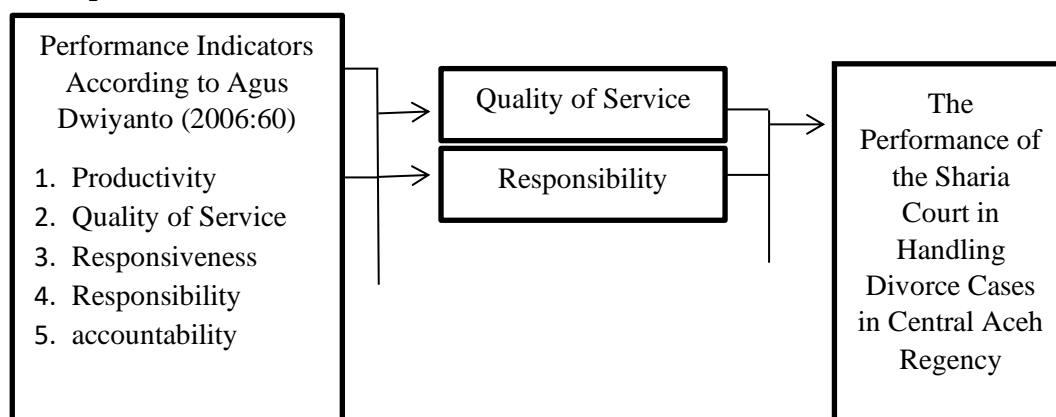 Performance Indicators
According to Agus
Dwiyanto (2006:60)
1. Productivity
2. Quality of Service
3. Responsiveness
4. Responsibility
5. accountability
Quality of Service
Responsibility
The
Performance of
the Sharia
Court in
Handling
Divorce Cases
in Central Aceh
Regency